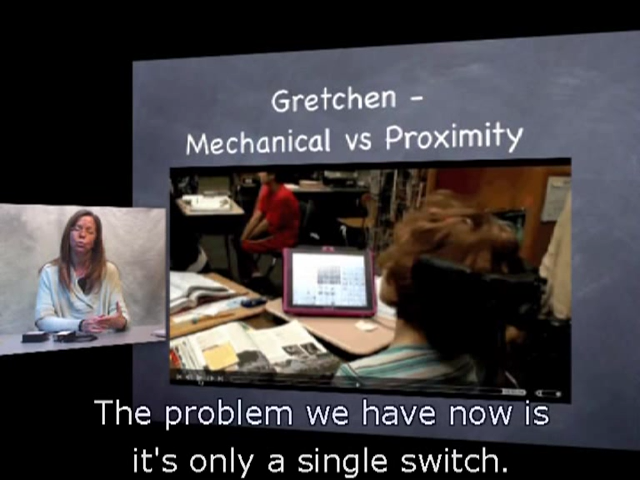 Gretchen -
Mechanical vs Proximity
The problem we have now is
it's only a single switch.